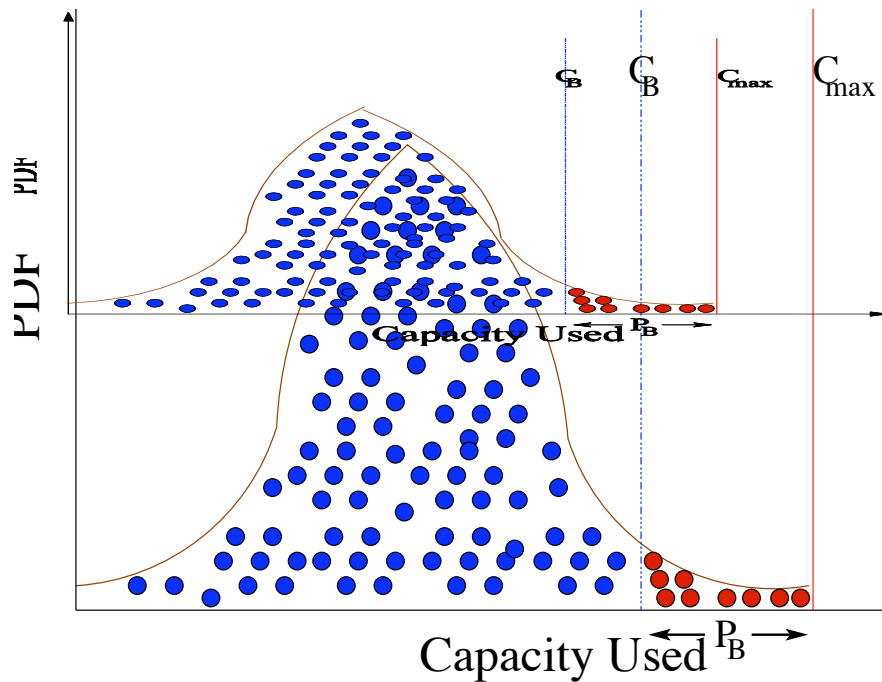 C_B
C_B
C_max
C_max
PDF
PDF
Capacity Used
P_B
Capacity Used
P_B